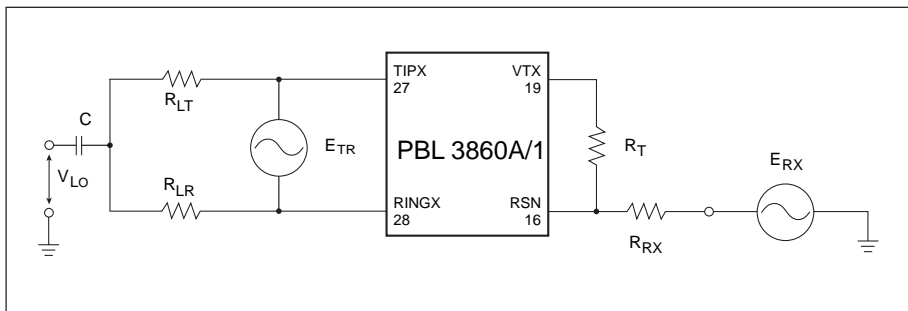 TIPX
27
VTX
19
R_LT
C
E_TR
PBL 3860A/1
R_T
E_RX
V_LO
R_LR
RINGX
28
RSN
16
R_RX